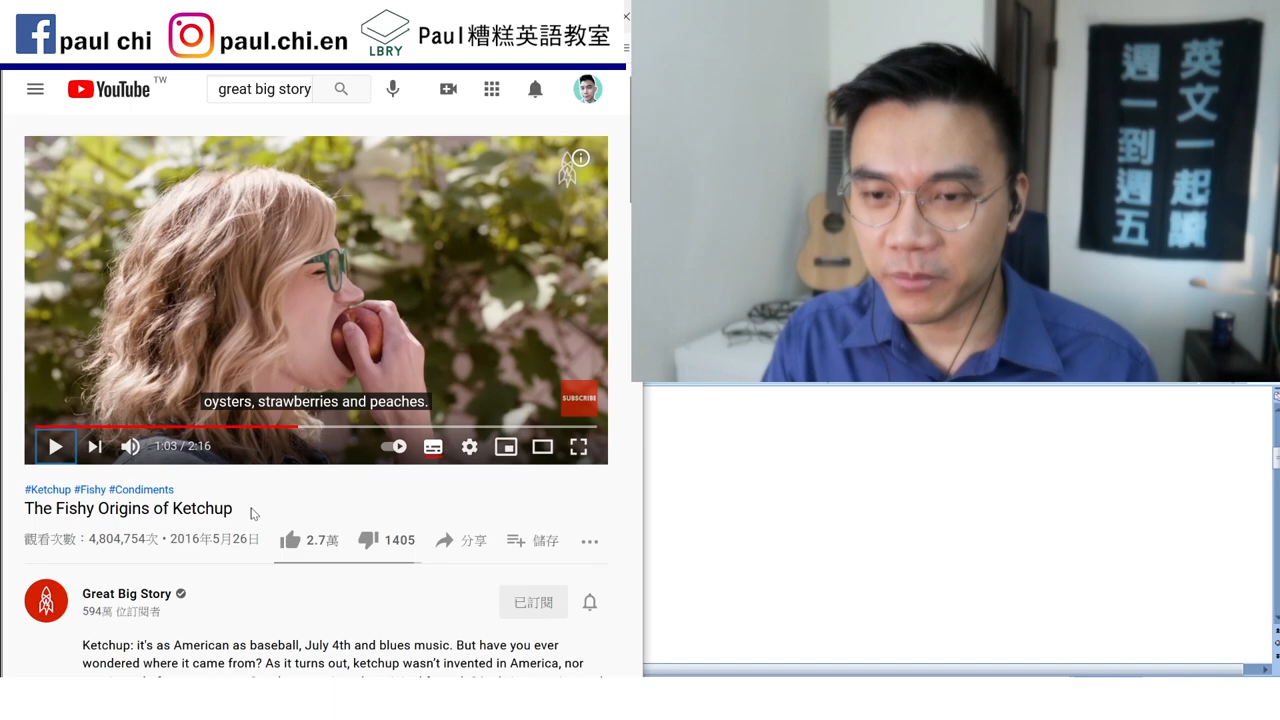 paul chi
paul.chi.en
LBRY
Paul糟糕英語教室
YouTube TW
great big story
oysters, strawberries and peaches.
SUBSCRIBE
1:03 / 2:16
#Ketchup #Fishy #Condiments
The Fishy Origins of Ketchup
觀看次數：4,804,754次・2016年5月26日
2.7萬
1405
分享
儲存
Great Big Story
594萬 位訂閱者
已訂閱
Ketchup: it's as American as baseball, July 4th and blues music. But have you ever
wondered where it came from? As it turns out, ketchup wasn't invented in America, nor
英文一起讀
週一到週五